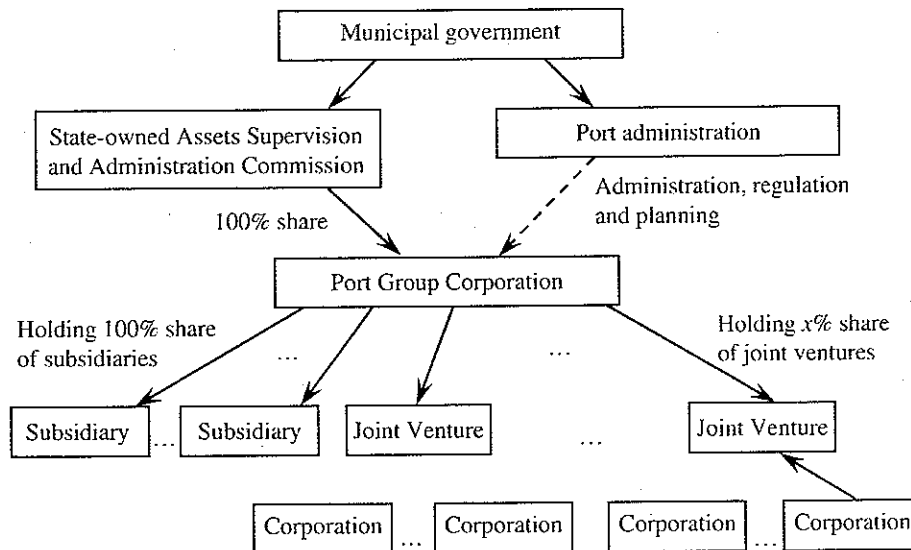 Municipal government
State-owned Assets Supervision
and Administration Commission
Port administration
Administration, regulation
and planning
100% share
Port Group Corporation
Holding 100% share
of subsidiaries
...
...
Holding x% share
of joint ventures
Subsidiary
...
Subsidiary
Joint Venture
...
Joint Venture
Corporation
...
Corporation
Corporation
...
Corporation